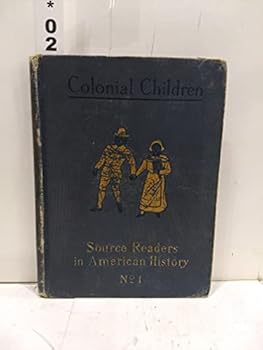 *02
Colonial Children
Source Readers
in American History
No 1